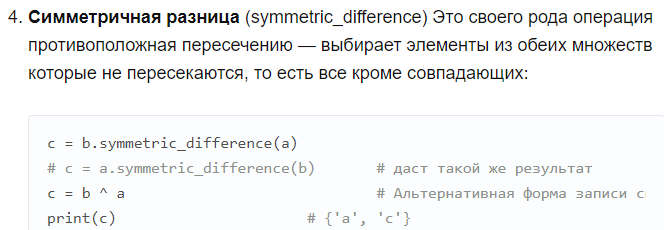 4. Симметричная разница (symmetric_difference) Это своего рода операция
противоположная пересечению — выбирает элементы из обеих множеств
которые не пересекаются, то есть все кроме совпадающих:
c = b.symmetric_difference(a)
# c = a.symmetric_difference(b) # даст такой же результат
c = b ^ a # Альтернативная форма записи
print(c) # {'a', 'c'}